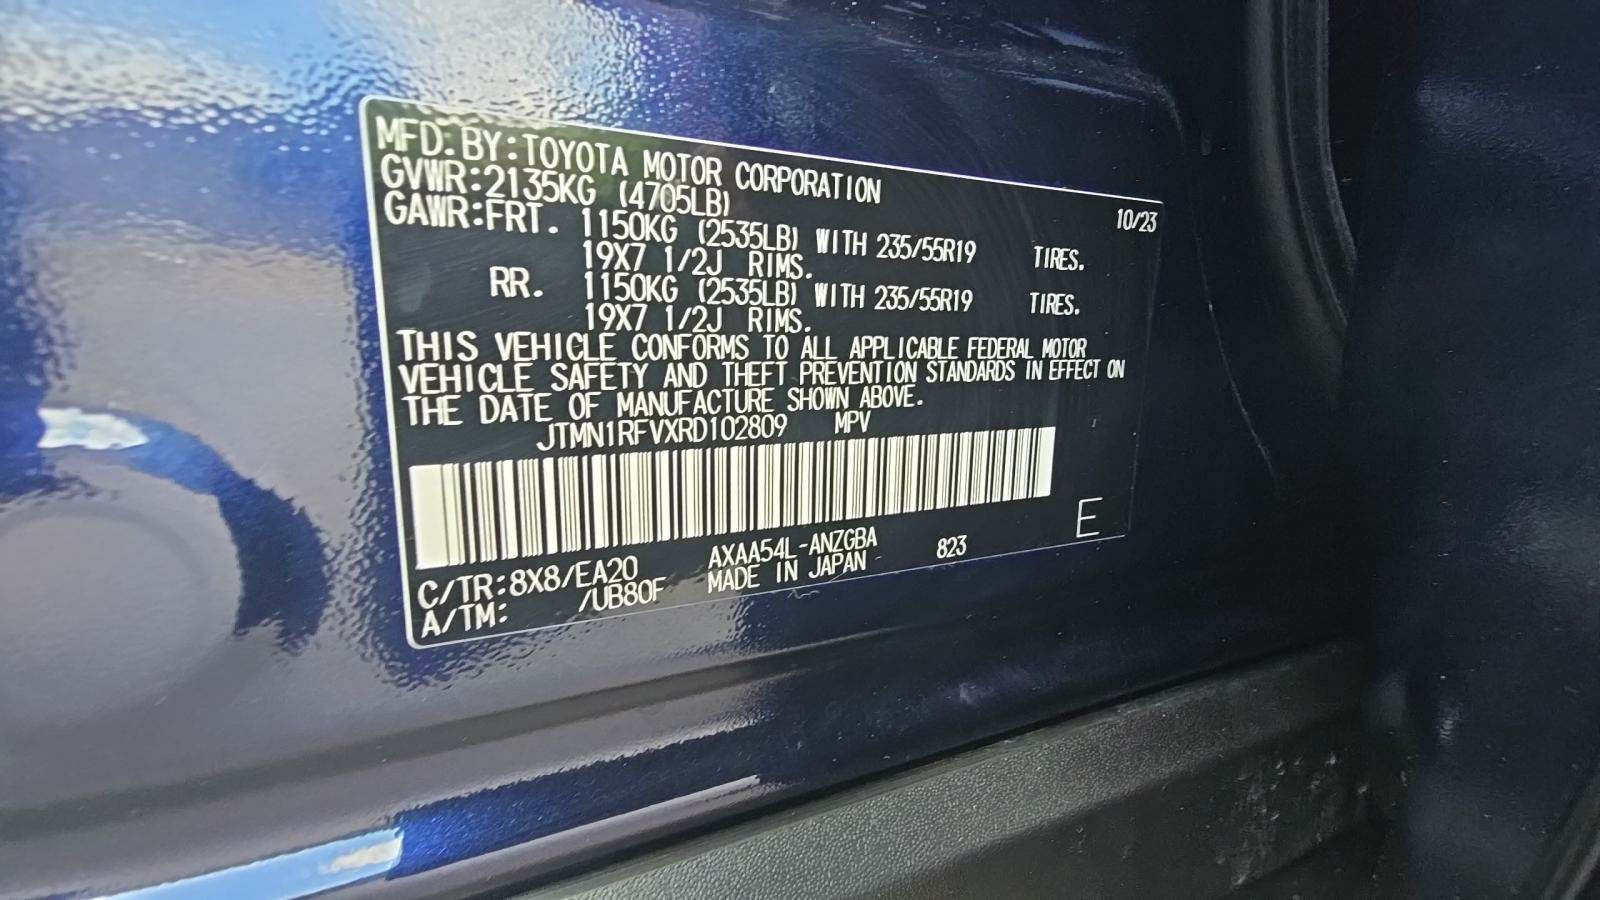 MFD. BY: TOYOTA MOTOR CORPORATION 10/23
GVWR: 2135KG (4705LB)
GAWR: FRT. 1150KG (2535LB) WITH 235/55R19 TIRES.
19X7 1/2J RIMS.
RR. 1150KG (2535LB) WITH 235/55R19 TIRES.
19X7 1/2J RIMS.
THIS VEHICLE CONFORMS TO ALL APPLICABLE FEDERAL MOTOR
VEHICLE SAFETY AND THEFT PREVENTION STANDARDS IN EFFECT ON
THE DATE OF MANUFACTURE SHOWN ABOVE.
JTMN1RFVXRD102809 MPV
E
C/TR: 8X8/EA20 AXAA54L-ANZGBA 823
A/TM: /UB80F MADE IN JAPAN